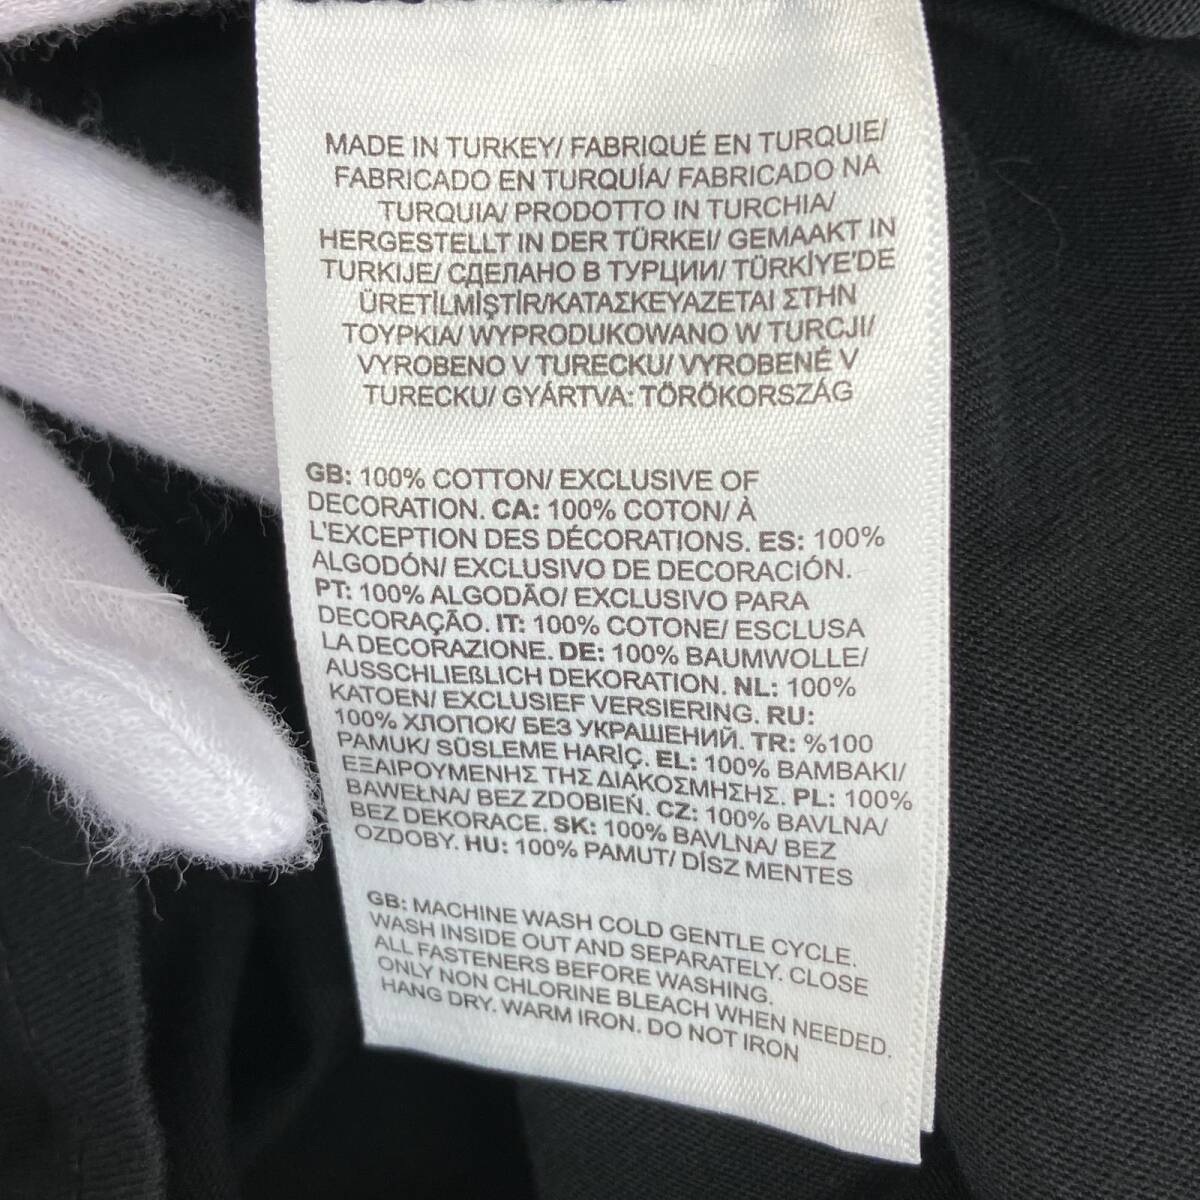 MADE IN TURKEY/ FABRIQUÉ EN TURQUIE/
FABRICADO EN TURQUÍA/ FABRICADO NA
TURQUIA/ PRODOTTO IN TURCHIA/
HERGESTELLT IN DER TÜRKEI/ GEMAAKT IN
TURKIJE/ СДЕЛАНО В ТУРЦИИ/ TÜRKİYE'DE
ÜRETİLMİŞTİR/ΚΑΤΑΣΚΕΥΑΖΕΤΑΙ ΣΤΗΝ
ΤΟΥΡΚΙΑ/ WYPRODUKOWANO W TURCJI/
VYROBENO V TURECKU/ VYROBENÉ V
TURECKU/ GYÁRTVA: TÖRÖKORSZÁG
GB: 100% COTTON/ EXCLUSIVE OF
DECORATION. CA: 100% COTON/ À
L'EXCEPTION DES DÉCORATIONS. ES: 100%
ALGODÓN/ EXCLUSIVO DE DECORACIÓN.
PT: 100% ALGODÃO/ EXCLUSIVO PARA
DECORAÇÃO. IT: 100% COTONE/ ESCLUSA
LA DECORAZIONE. DE: 100% BAUMWOLLE/
AUSSCHLIEßLICH DEKORATION. NL: 100%
KATOEN/ EXCLUSIEF VERSIERING. RU:
100% ХЛОПОК/ БЕЗ УКРАШЕНИЙ. TR: %100
PAMUK/ SÜSLEME HARİÇ. EL: 100% ΒΑΜΒΑΚΙ/
ΕΞΑΙΡΟΥΜΕΝΗΣ ΤΗΣ ΔΙΑΚΟΣΜΗΣΗΣ. PL: 100%
BAWEŁNA/ BEZ ZDOBIEŃ. CZ: 100% BAVLNA/
BEZ DEKORACE. SK: 100% BAVLNA/ BEZ
OZDOBY. HU: 100% PAMUT/ DÍSZ MENTES
GB: MACHINE WASH COLD GENTLE CYCLE.
WASH INSIDE OUT AND SEPARATELY. CLOSE
ALL FASTENERS BEFORE WASHING.
ONLY NON CHLORINE BLEACH WHEN NEEDED.
HANG DRY. WARM IRON. DO NOT IRON